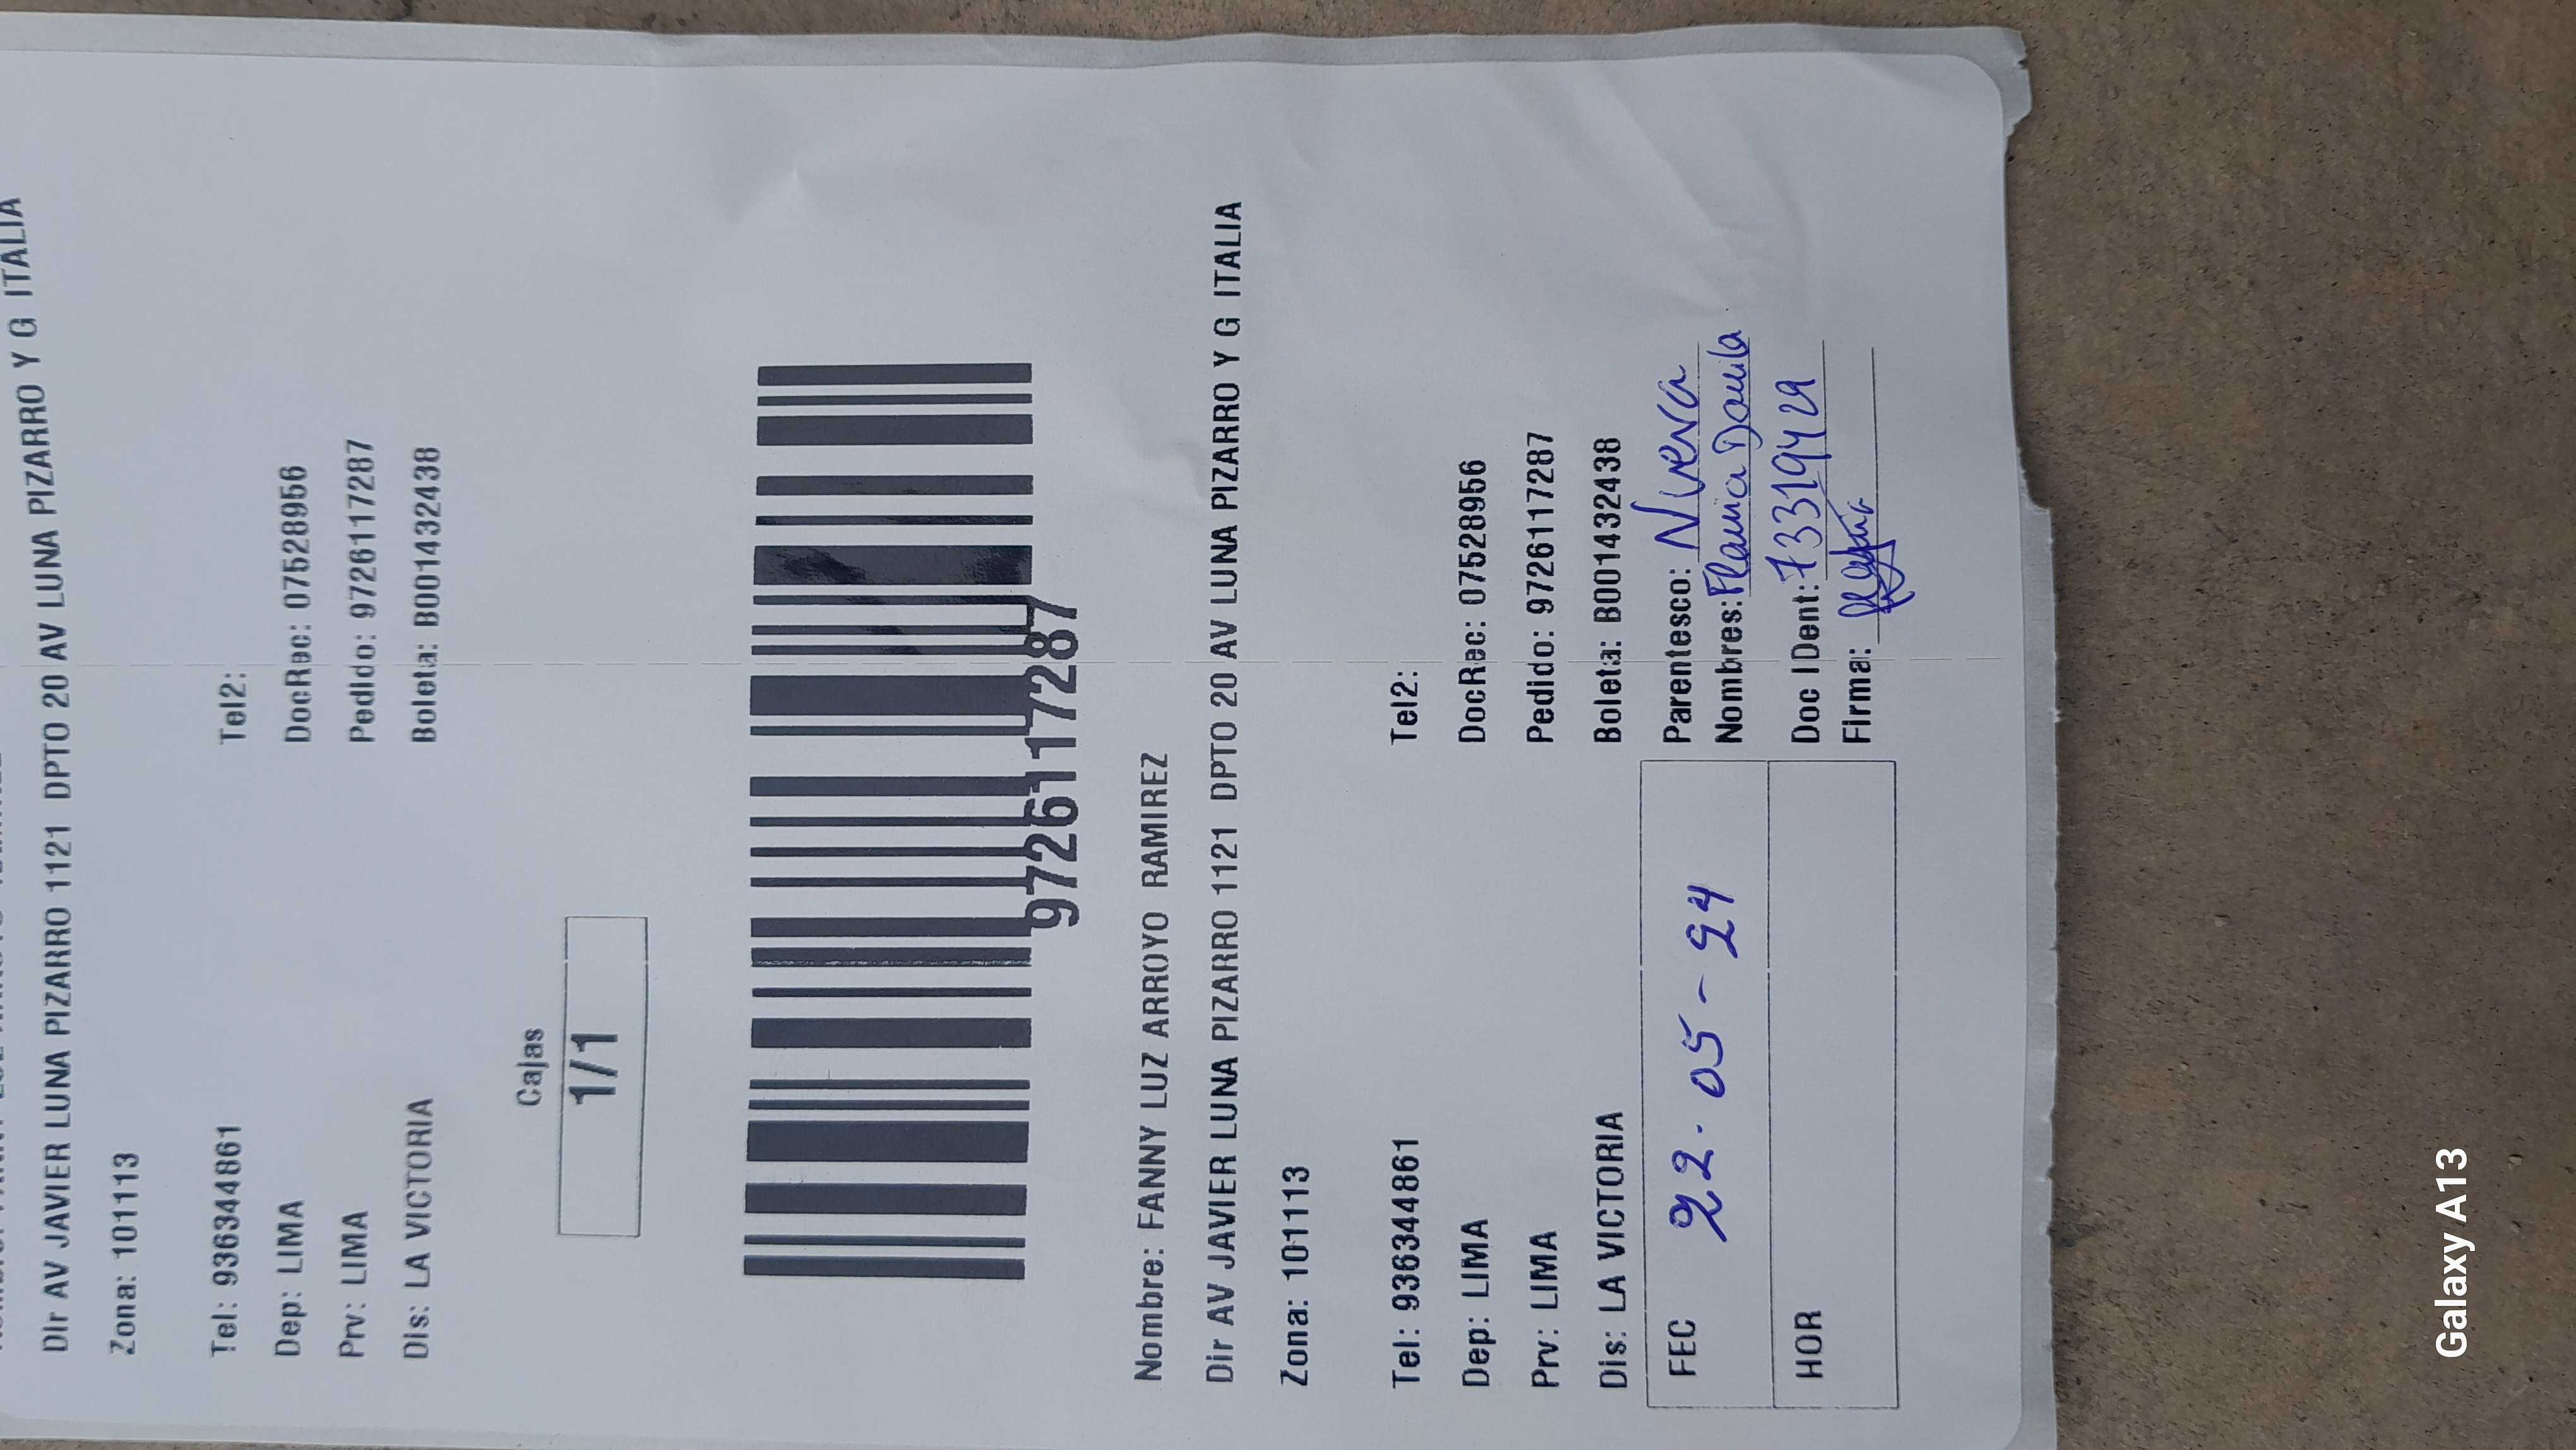 Dir AV JAVIER LUNA PIZARRO 1121 DPTO 20 AV LUNA PIZARRO Y G ITALIA
Zona: 101113
Tel: 936344861 Tel2:
Dep: LIMA DocRec: 07528956
Prv: LIMA Pedido: 9726117287
Dis: LA VICTORIA Boleta: B001432438
Cajas
1/1
9726117287
Nombre: FANNY LUZ ARROYO RAMIREZ
Dir AV JAVIER LUNA PIZARRO 1121 DPTO 20 AV LUNA PIZARRO Y G ITALIA
Zona: 101113
Tel: 936344861 Tel2:
Dep: LIMA DocRec: 07528956
Prv: LIMA Pedido: 9726117287
Dis: LA VICTORIA Boleta: B001432438
FEC 22-05-24 Parentesco: Nuera
Nombres: Flavia Davila
HOR Doc IDent: 73319429
Firma:
Galaxy A13